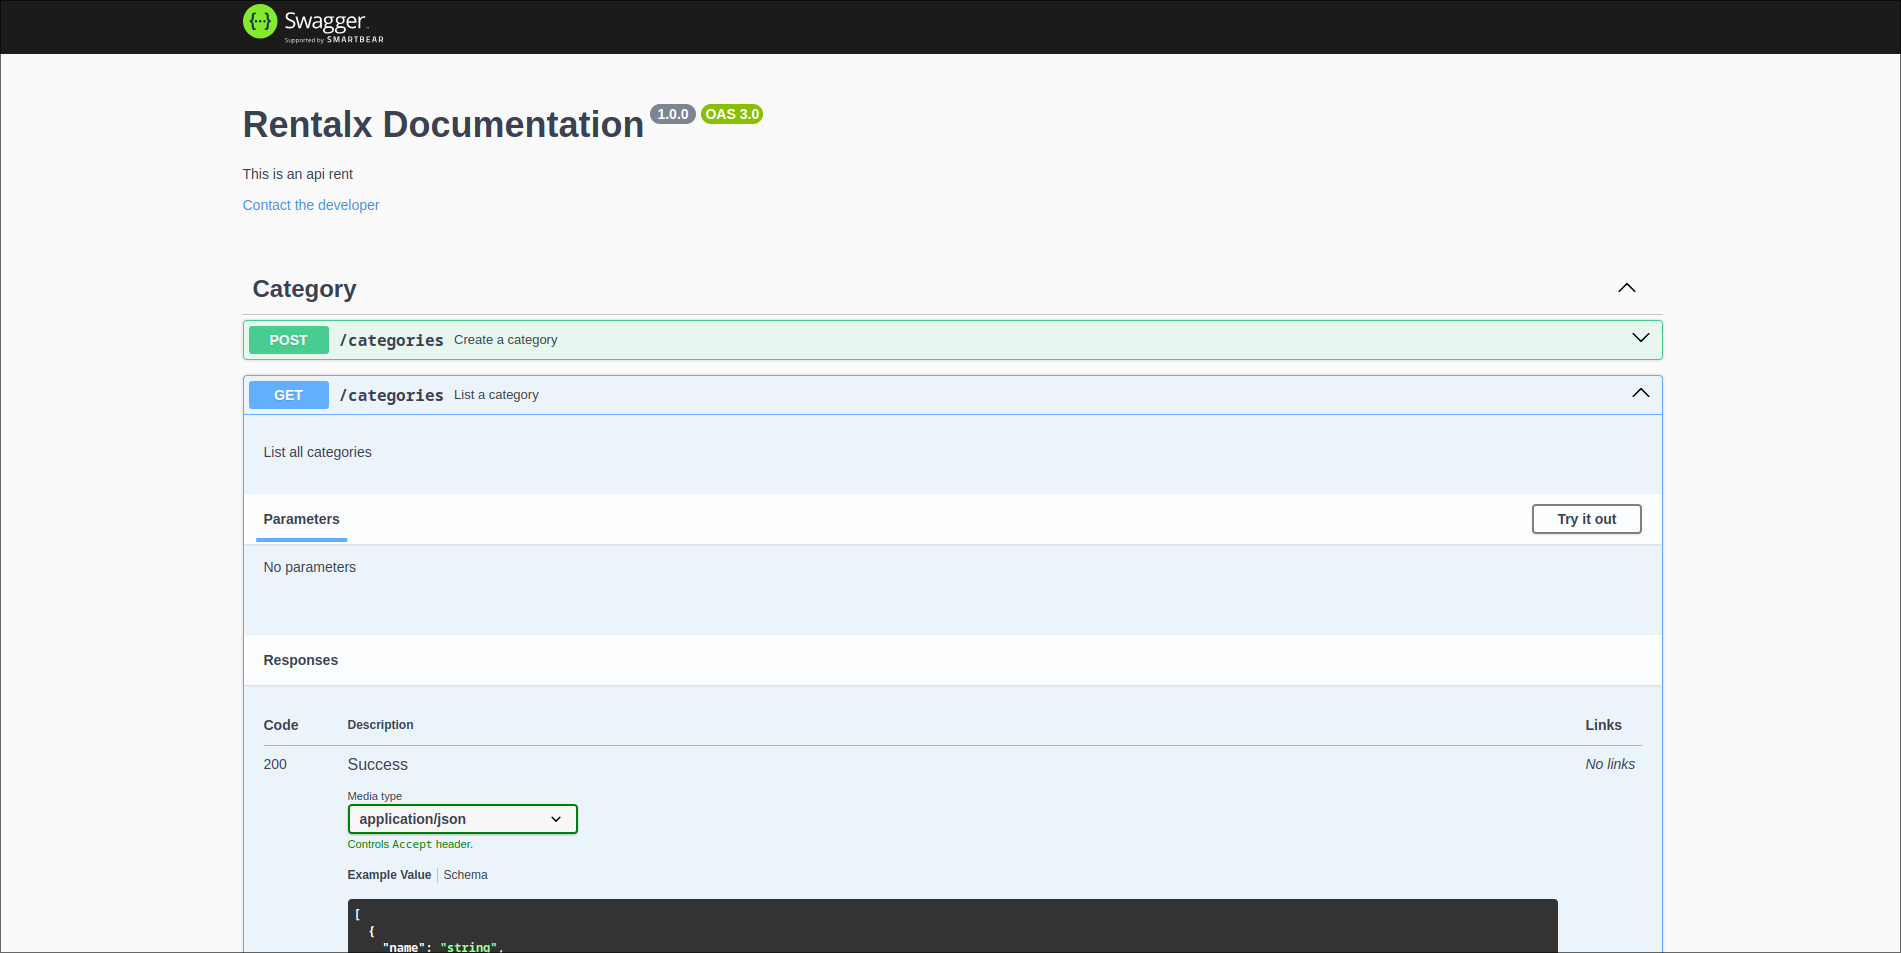 Swagger
Supported by SMARTBEAR
Rentalx Documentation 1.0.0 OAS 3.0
This is an api rent
Contact the developer
Category
POST /categories Create a category
GET /categories List a category
List all categories
Parameters Try it out
No parameters
Responses
Code Description Links
200 Success No links
Media type
application/json
Controls Accept header.
Example Value Schema
[
{
"name": "string",